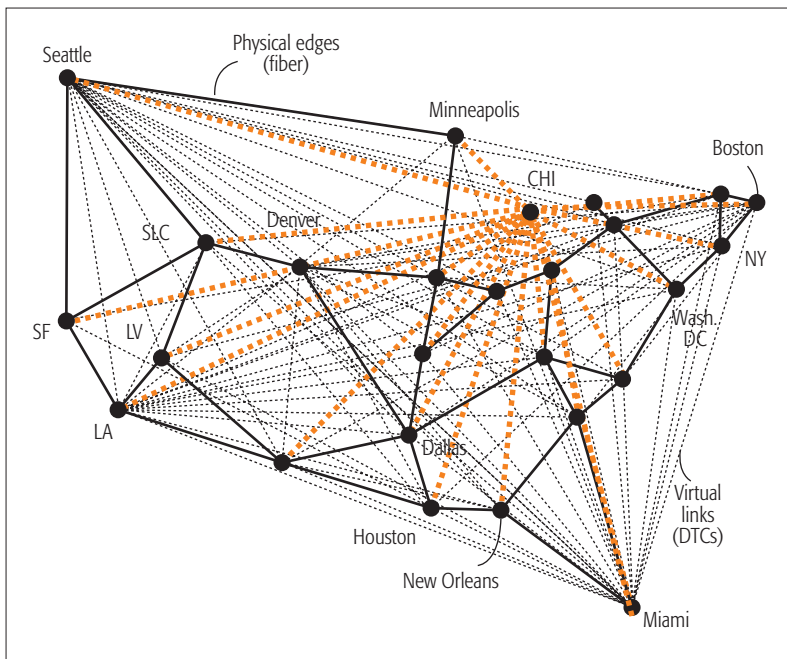 Physical edges
(fiber)
Seattle
Minneapolis
Boston
CHI
Denver
SLC
NY
Wash
DC
SF
LV
LA
Dallas
Virtual
links
(DTCs)
Houston
New Orleans
Miami